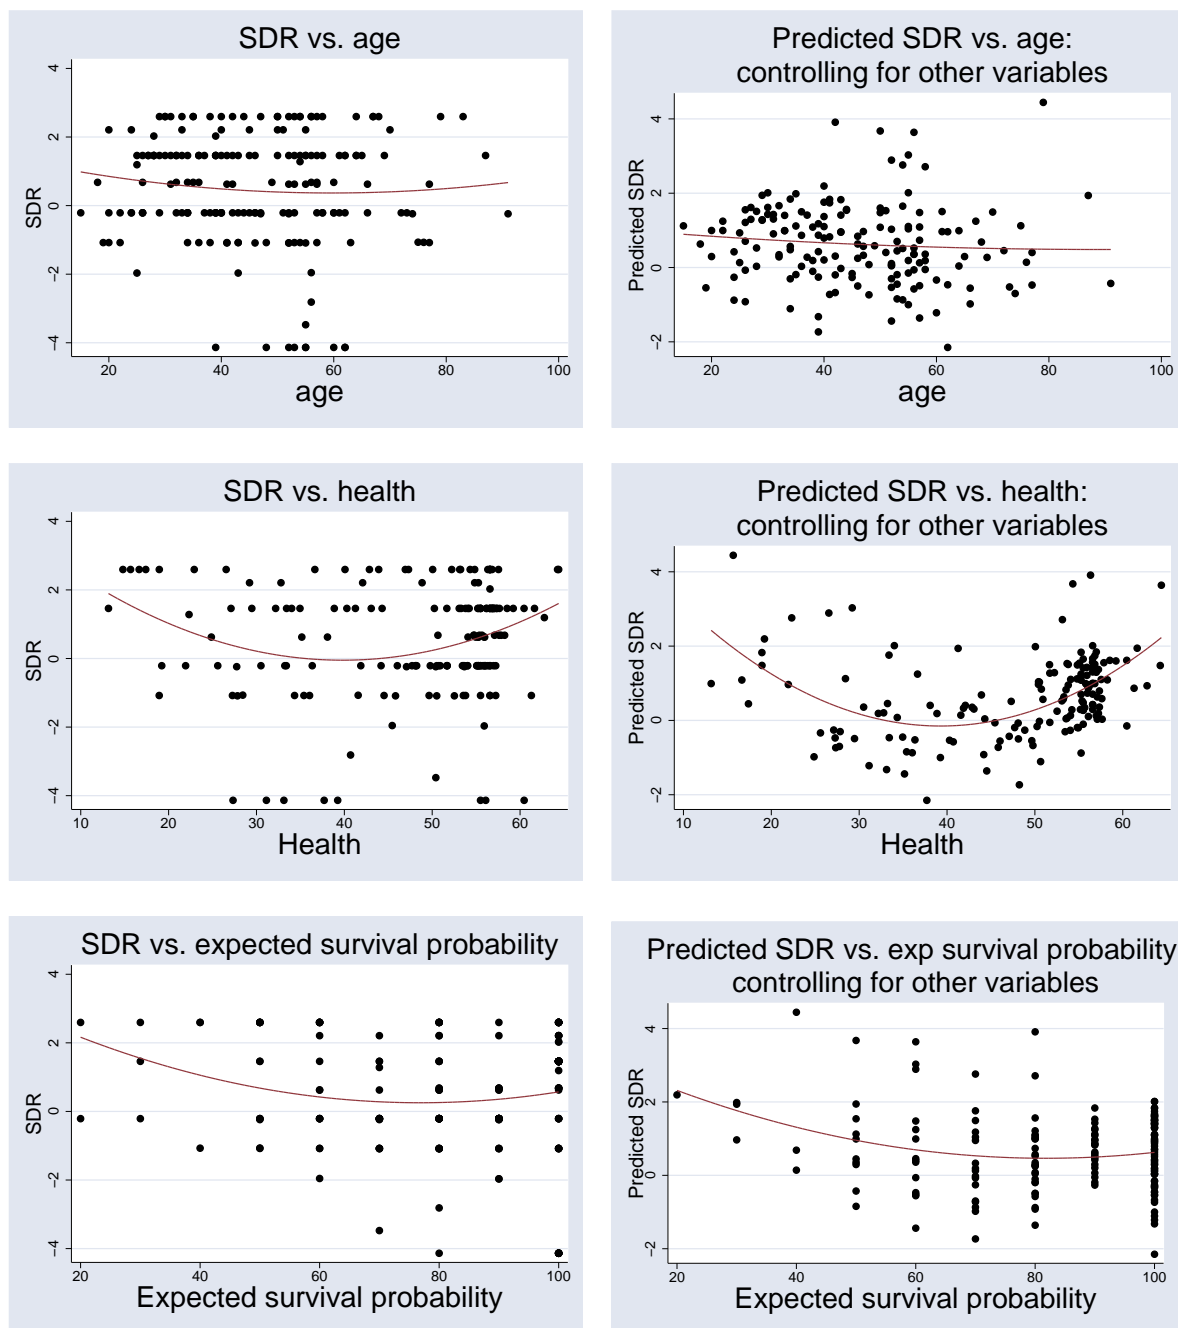 SDR vs. age
4
2
0
−2
−4
SDR
20
40
60
80
100
age
Predicted SDR vs. age:
controlling for other variables
4
2
0
−2
Predicted SDR
20
40
60
80
100
age
SDR vs. health
4
2
0
−2
−4
SDR
10
20
30
40
50
60
Health
Predicted SDR vs. health:
controlling for other variables
4
2
0
−2
Predicted SDR
10
20
30
40
50
60
Health
SDR vs. expected survival probability
4
2
0
−2
−4
SDR
20
40
60
80
100
Expected survival probability
Predicted SDR vs. exp survival probability
controlling for other variables
4
2
0
−2
Predicted SDR
20
40
60
80
100
Expected survival probability